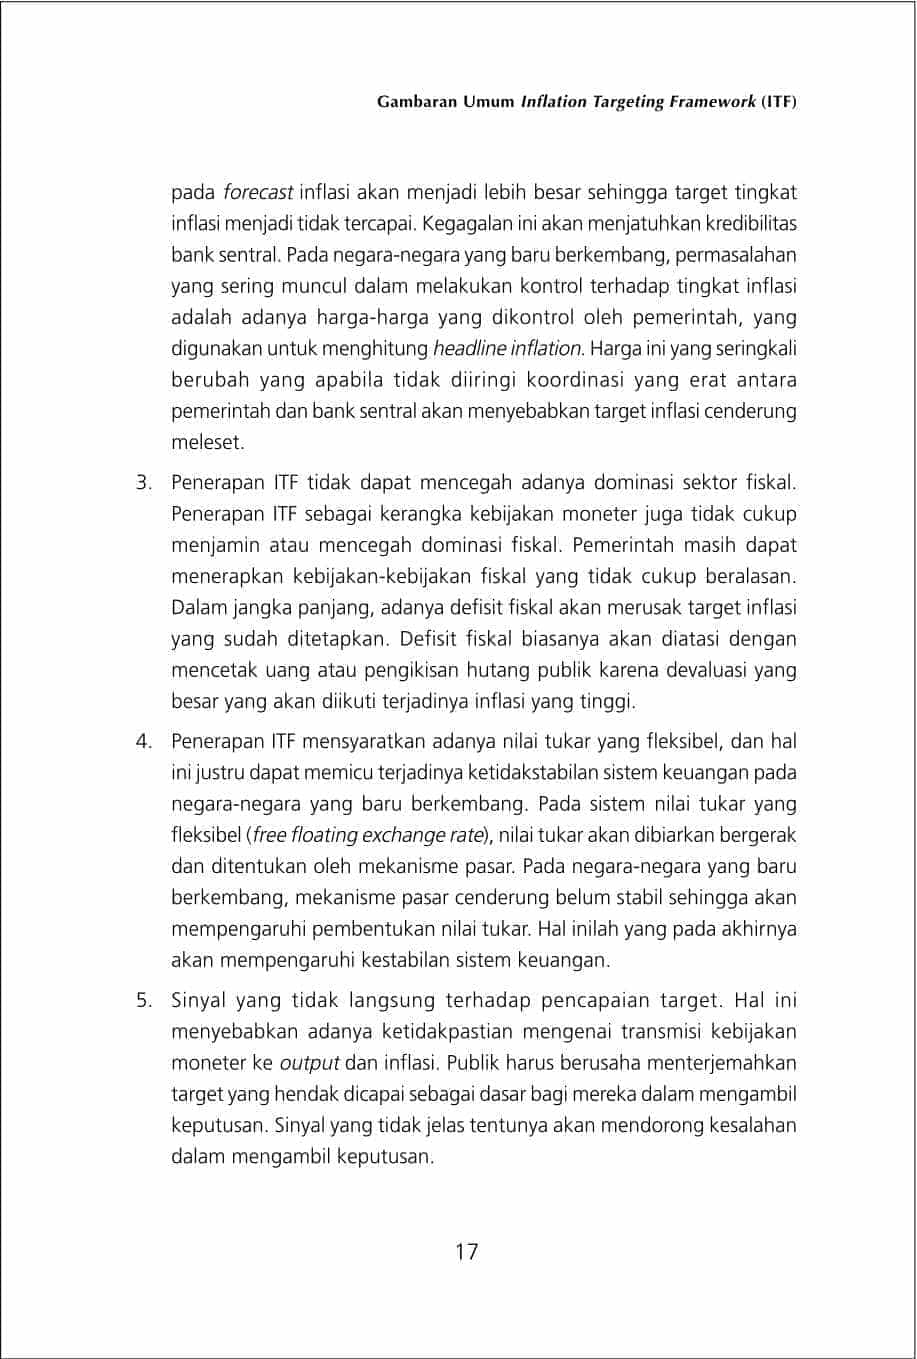 Gambaran Umum Inflation Targeting Framework (ITF)
pada forecast inflasi akan menjadi lebih besar sehingga target tingkat
inflasi menjadi tidak tercapai. Kegagalan ini akan menjatuhkan kredibilitas
bank sentral. Pada negara-negara yang baru berkembang, permasalahan
yang sering muncul dalam melakukan kontrol terhadap tingkat inflasi
adalah adanya harga-harga yang dikontrol oleh pemerintah, yang
digunakan untuk menghitung headline inflation. Harga ini yang seringkali
berubah yang apabila tidak diiringi koordinasi yang erat antara
pemerintah dan bank sentral akan menyebabkan target inflasi cenderung
meleset.
3. Penerapan ITF tidak dapat mencegah adanya dominasi sektor fiskal.
Penerapan ITF sebagai kerangka kebijakan moneter juga tidak cukup
menjamin atau mencegah dominasi fiskal. Pemerintah masih dapat
menerapkan kebijakan-kebijakan fiskal yang tidak cukup beralasan.
Dalam jangka panjang, adanya defisit fiskal akan merusak target inflasi
yang sudah ditetapkan. Defisit fiskal biasanya akan diatasi dengan
mencetak uang atau pengikisan hutang publik karena devaluasi yang
besar yang akan diikuti terjadinya inflasi yang tinggi.
4. Penerapan ITF mensyaratkan adanya nilai tukar yang fleksibel, dan hal
ini justru dapat memicu terjadinya ketidakstabilan sistem keuangan pada
negara-negara yang baru berkembang. Pada sistem nilai tukar yang
fleksibel (free floating exchange rate), nilai tukar akan dibiarkan bergerak
dan ditentukan oleh mekanisme pasar. Pada negara-negara yang baru
berkembang, mekanisme pasar cenderung belum stabil sehingga akan
mempengaruhi pembentukan nilai tukar. Hal inilah yang pada akhirnya
akan mempengaruhi kestabilan sistem keuangan.
5. Sinyal yang tidak langsung terhadap pencapaian target. Hal ini
menyebabkan adanya ketidakpastian mengenai transmisi kebijakan
moneter ke output dan inflasi. Publik harus berusaha menterjemahkan
target yang hendak dicapai sebagai dasar bagi mereka dalam mengambil
keputusan. Sinyal yang tidak jelas tentunya akan mendorong kesalahan
dalam mengambil keputusan.
17